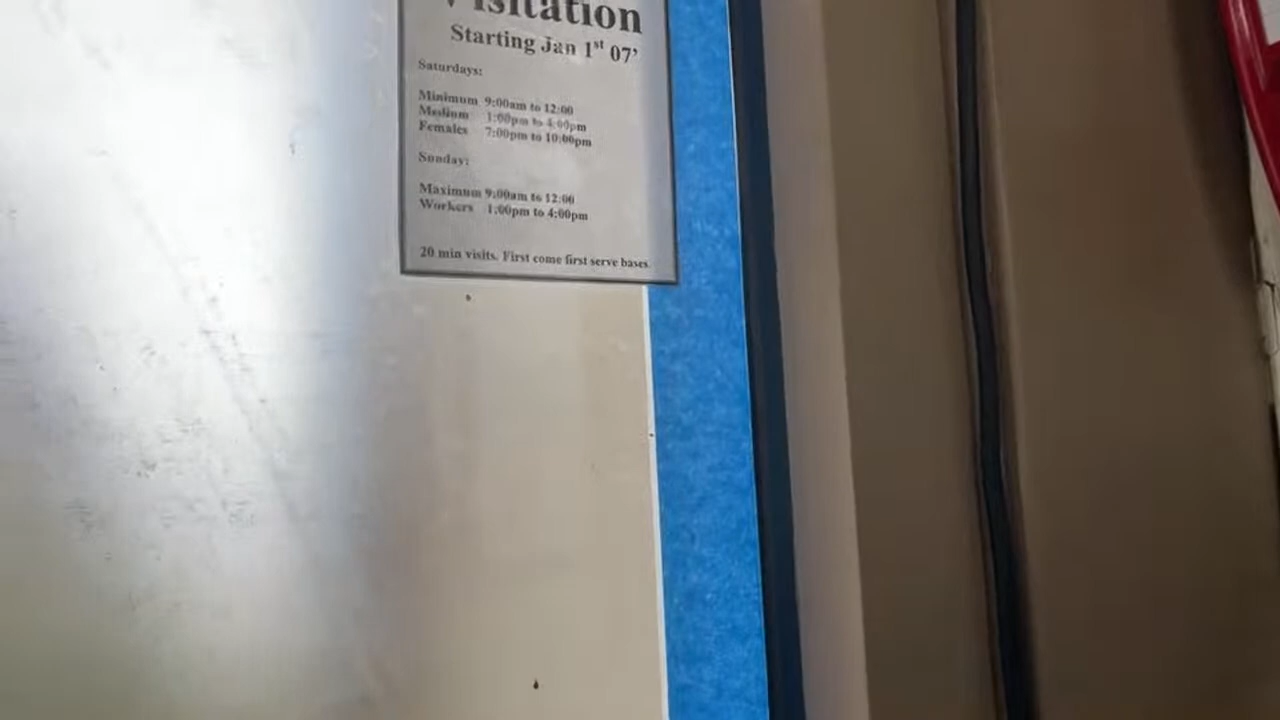 Visitation
Starting Jan 1st 07’
Saturdays:
Minimum 9:00am to 12:00
Medium 1:00pm to 4:00pm
Females 7:00pm to 10:00pm
Sunday:
Maximum 9:00am to 12:00
Workers 1:00pm to 4:00pm
20 min visits. First come first serve bases.